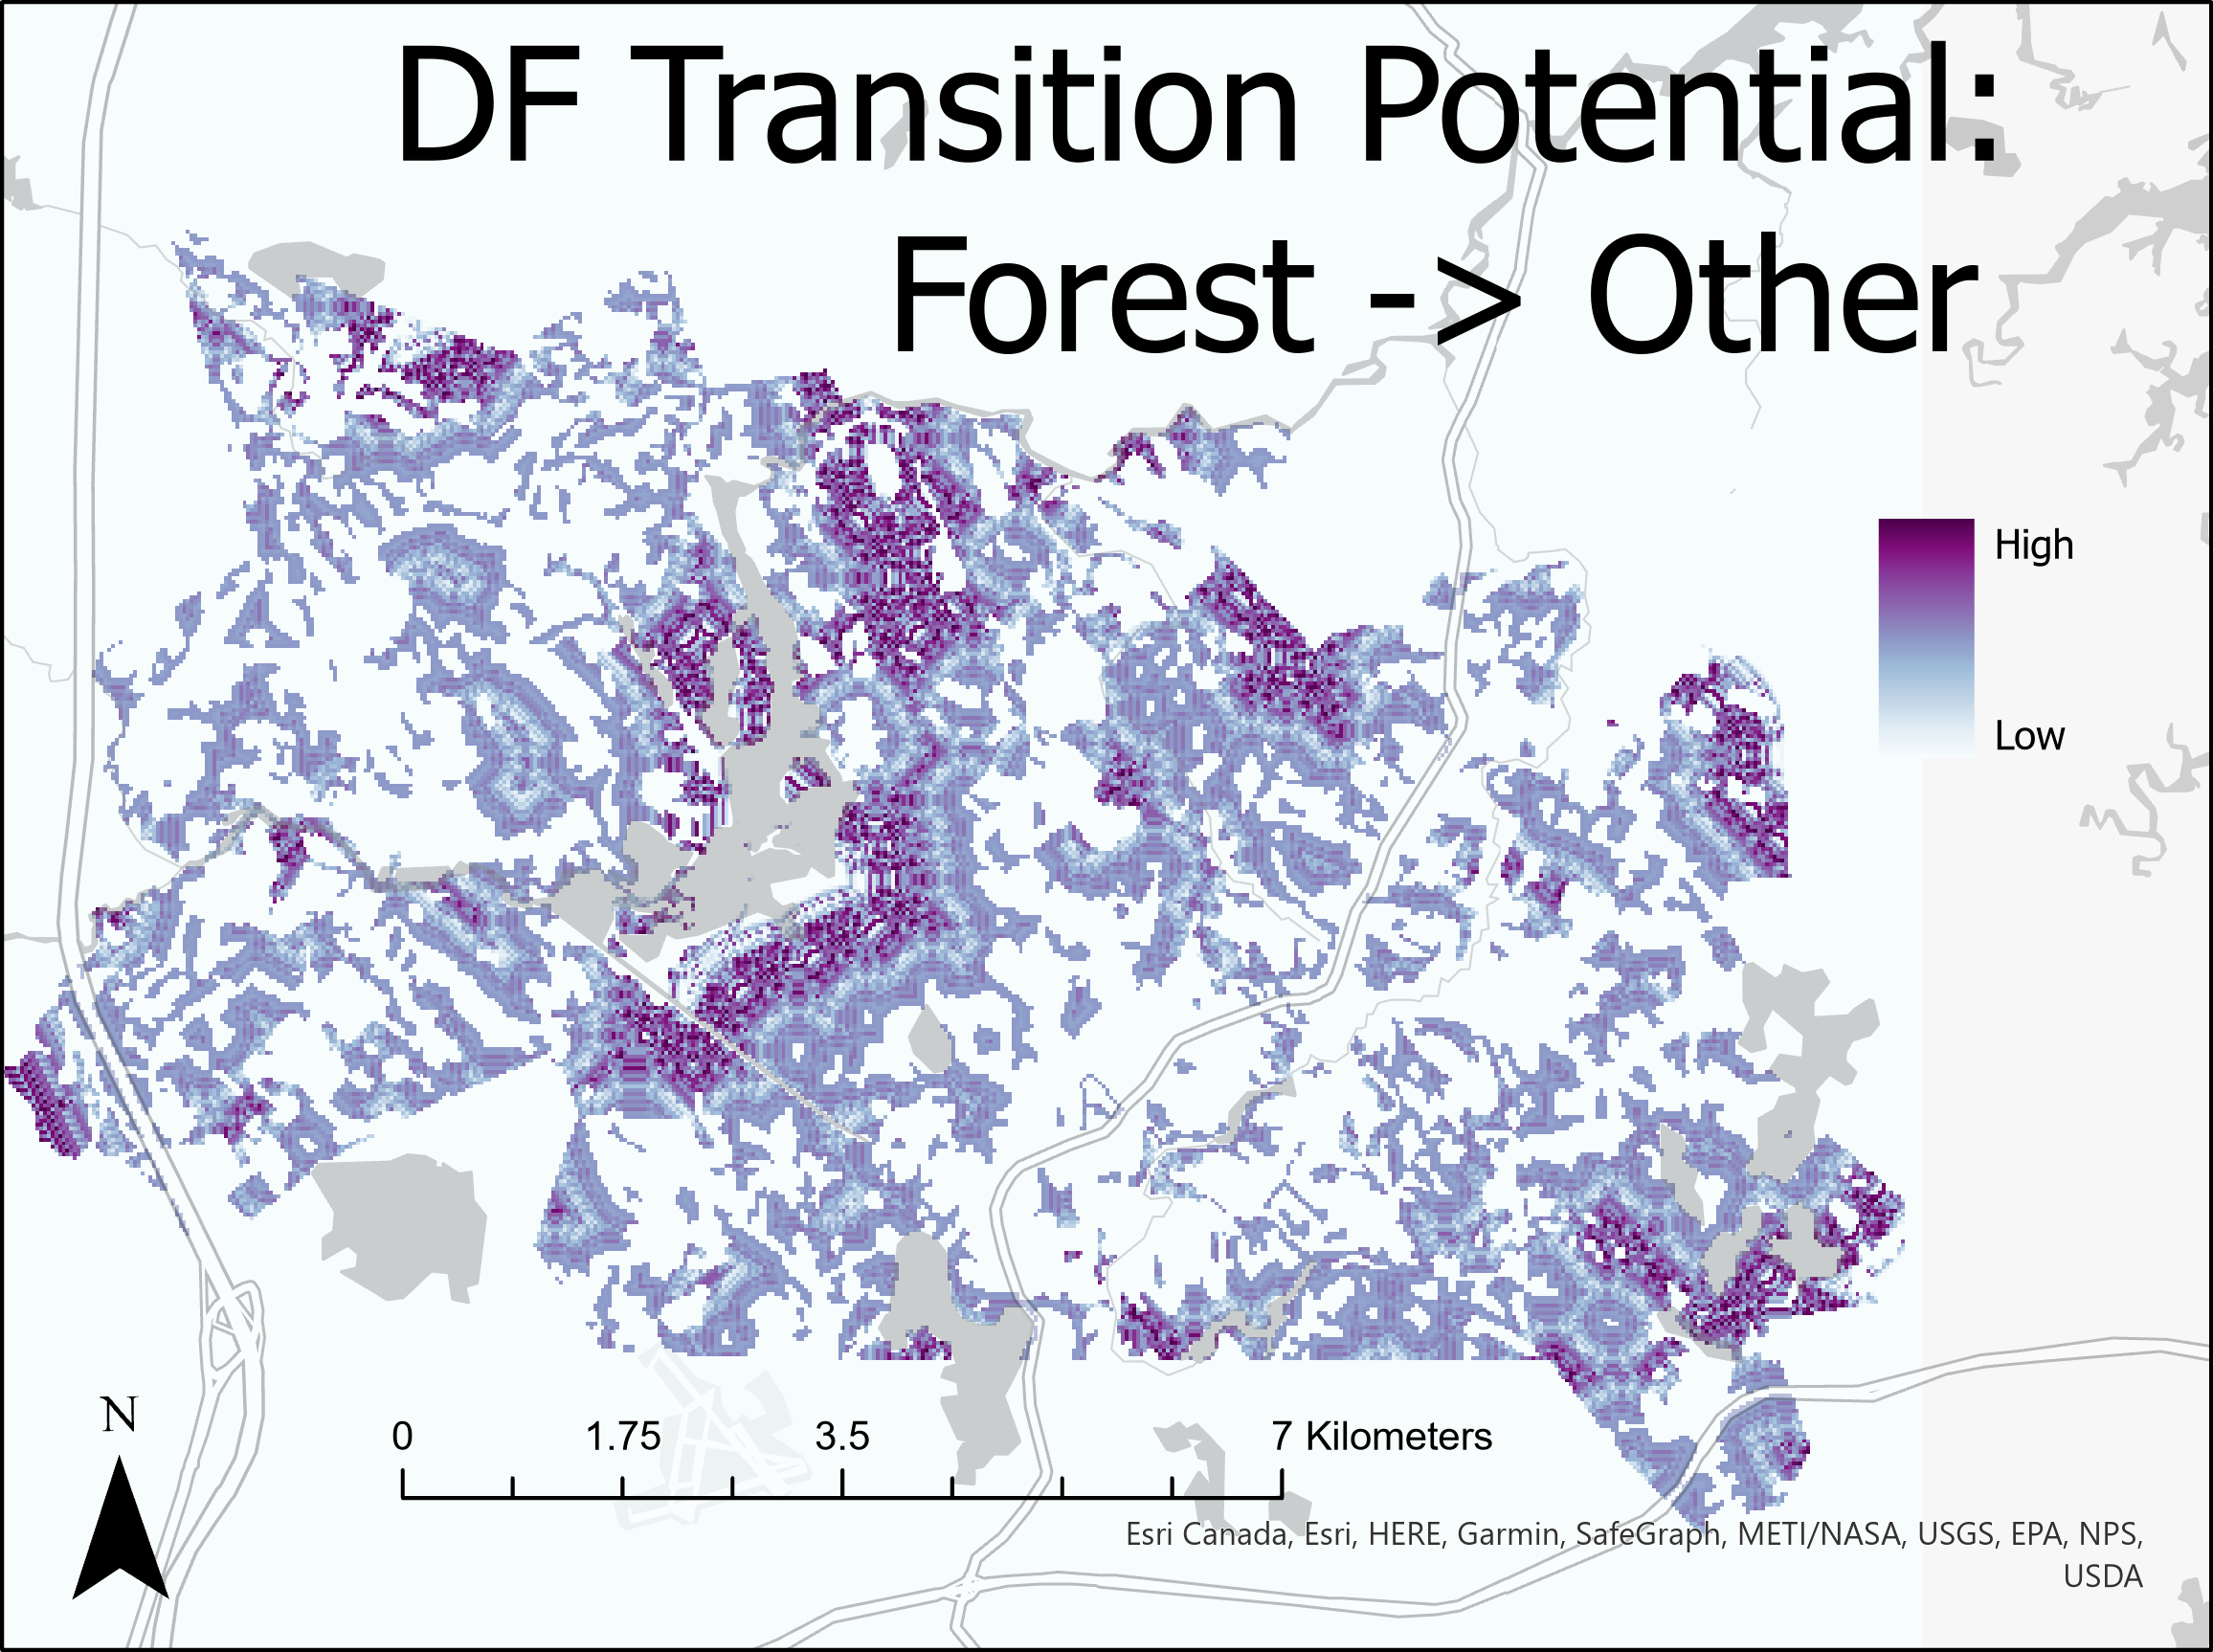 DF Transition Potential:
Forest -> Other
High
Low
N
0 1.75 3.5 7 Kilometers
Esri Canada, Esri, HERE, Garmin, SafeGraph, METI/NASA, USGS, EPA, NPS,
USDA